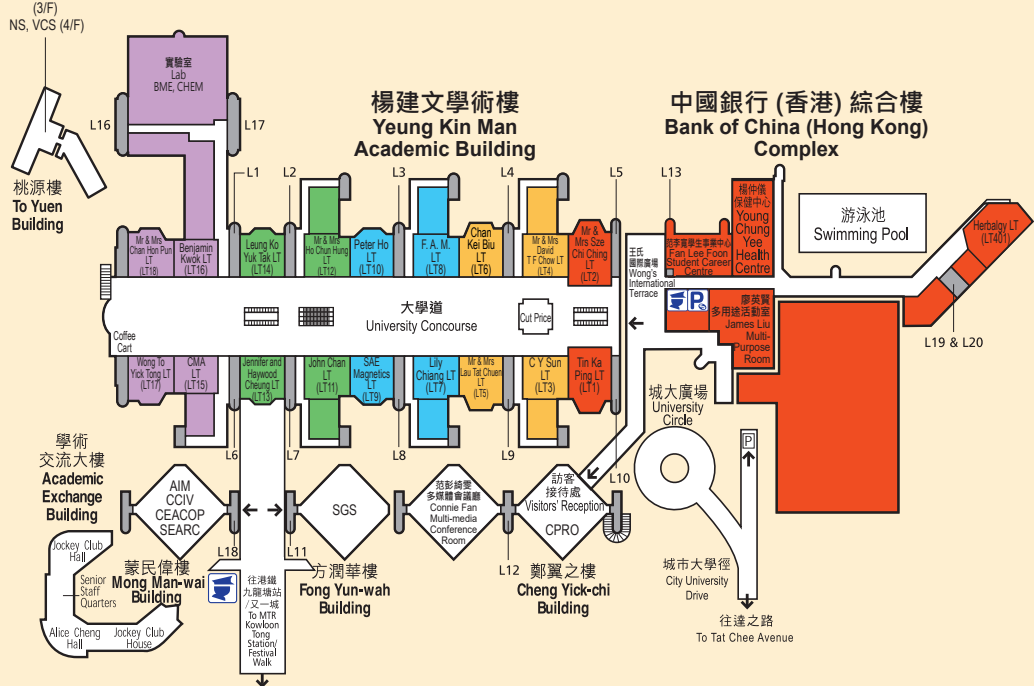 (3/F)
NS, VCS (4/F)
桃源樓
To Yuen
Building
實驗室
Lab
BME, CHEM
L16
L17
楊建文學術樓
Yeung Kin Man
Academic Building
中國銀行 (香港) 綜合樓
Bank of China (Hong Kong)
Complex
L1
L2
L3
L4
L5
L13
Mr & Mrs
Chan Hon Pun
LT
(LT18)
Benjamin
Kwok LT
(LT16)
Leung Ko
Yuk Tak LT
(LT14)
Mr & Mrs
Ho Chun Hung
LT
(LT12)
Peter Ho
LT
(LT10)
F. A. M.
LT
(LT8)
Chan
Kei Biu
LT
(LT6)
Mr & Mrs
David
T F Chow LT
(LT4)
Mr &
Mrs Sze
Chi Ching
LT
(LT2)
王氏
國際廣場
Wong's
International
Terrace
范李寬學生事業中心
Fan Lee Foon
Student Career
Centre
楊仲儀
保健中心
Young
Chung
Yee
Health
Centre
游泳池
Swimming Pool
Herbalgy LT
(LT401)
L19 & L20
廖英賢
多用途活動室
James Liu
Multi-
Purpose
Room
P
大學道
University Concourse
Cut Price
Coffee
Cart
Wong To
Yick Tong LT
(LT17)
CMA
LT
(LT15)
Jennifer and
Haywood
Cheung LT
(LT13)
John Chan
LT
(LT11)
SAE
Magnetics
LT
(LT9)
Lily
Chiang LT
(LT7)
Mr & Mrs
Lau Tat Chuen
LT
(LT5)
C Y Sun
LT
(LT3)
Tin Ka
Ping LT
(LT1)
L6
L7
L8
L9
L10
城大廣場
University
Circle
P
學術
交流大樓
Academic
Exchange
Building
AIM
CCIV
CEACOP
SEARC
SGS
范彭綺雯
多媒體會議廳
Connie Fan
Multi-media
Conference
Room
訪客
接待處
Visitors' Reception
CPRO
L18
L11
L12
Jockey Club
Hall
Senior
Staff
Quarters
Alice Cheng
Hall
Jockey Club
House
蒙民偉樓
Mong Man-wai
Building
方潤華樓
Fong Yun-wah
Building
鄭翼之樓
Cheng Yick-chi
Building
往港鐵
九龍塘站
/又一城
To MTR
Kowloon
Tong
Station/
Festival
Walk
城市大學徑
City University
Drive
往達之路
To Tat Chee Avenue